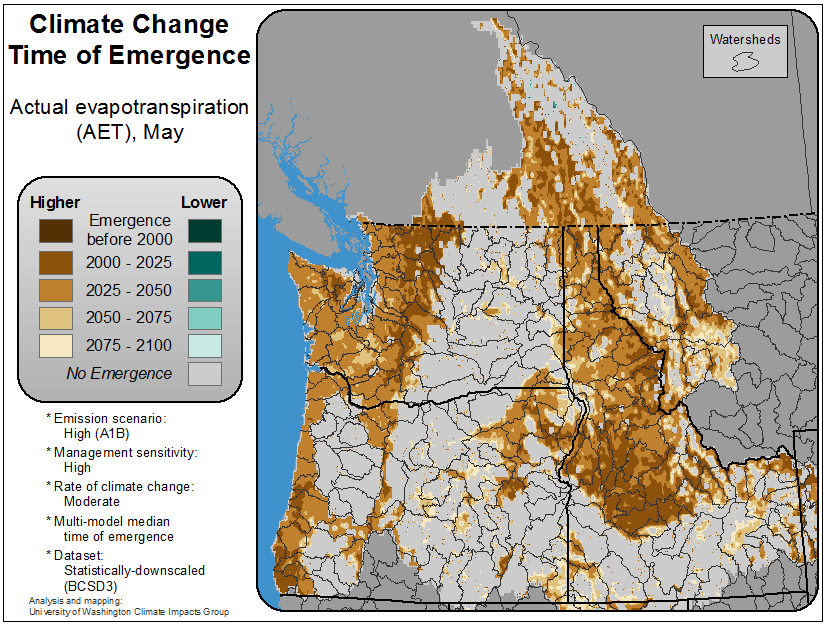 Climate Change
Time of Emergence
Actual evapotranspiration
(AET), May
Higher
Lower
Emergence
before 2000
2000 - 2025
2025 - 2050
2050 - 2075
2075 - 2100
No Emergence
* Emission scenario:
High (A1B)
* Management sensitivity:
High
* Rate of climate change:
Moderate
* Multi-model median
time of emergence
* Dataset:
Statistically-downscaled
(BCSD3)
Analysis and mapping:
University of Washington Climate Impacts Group
Watersheds